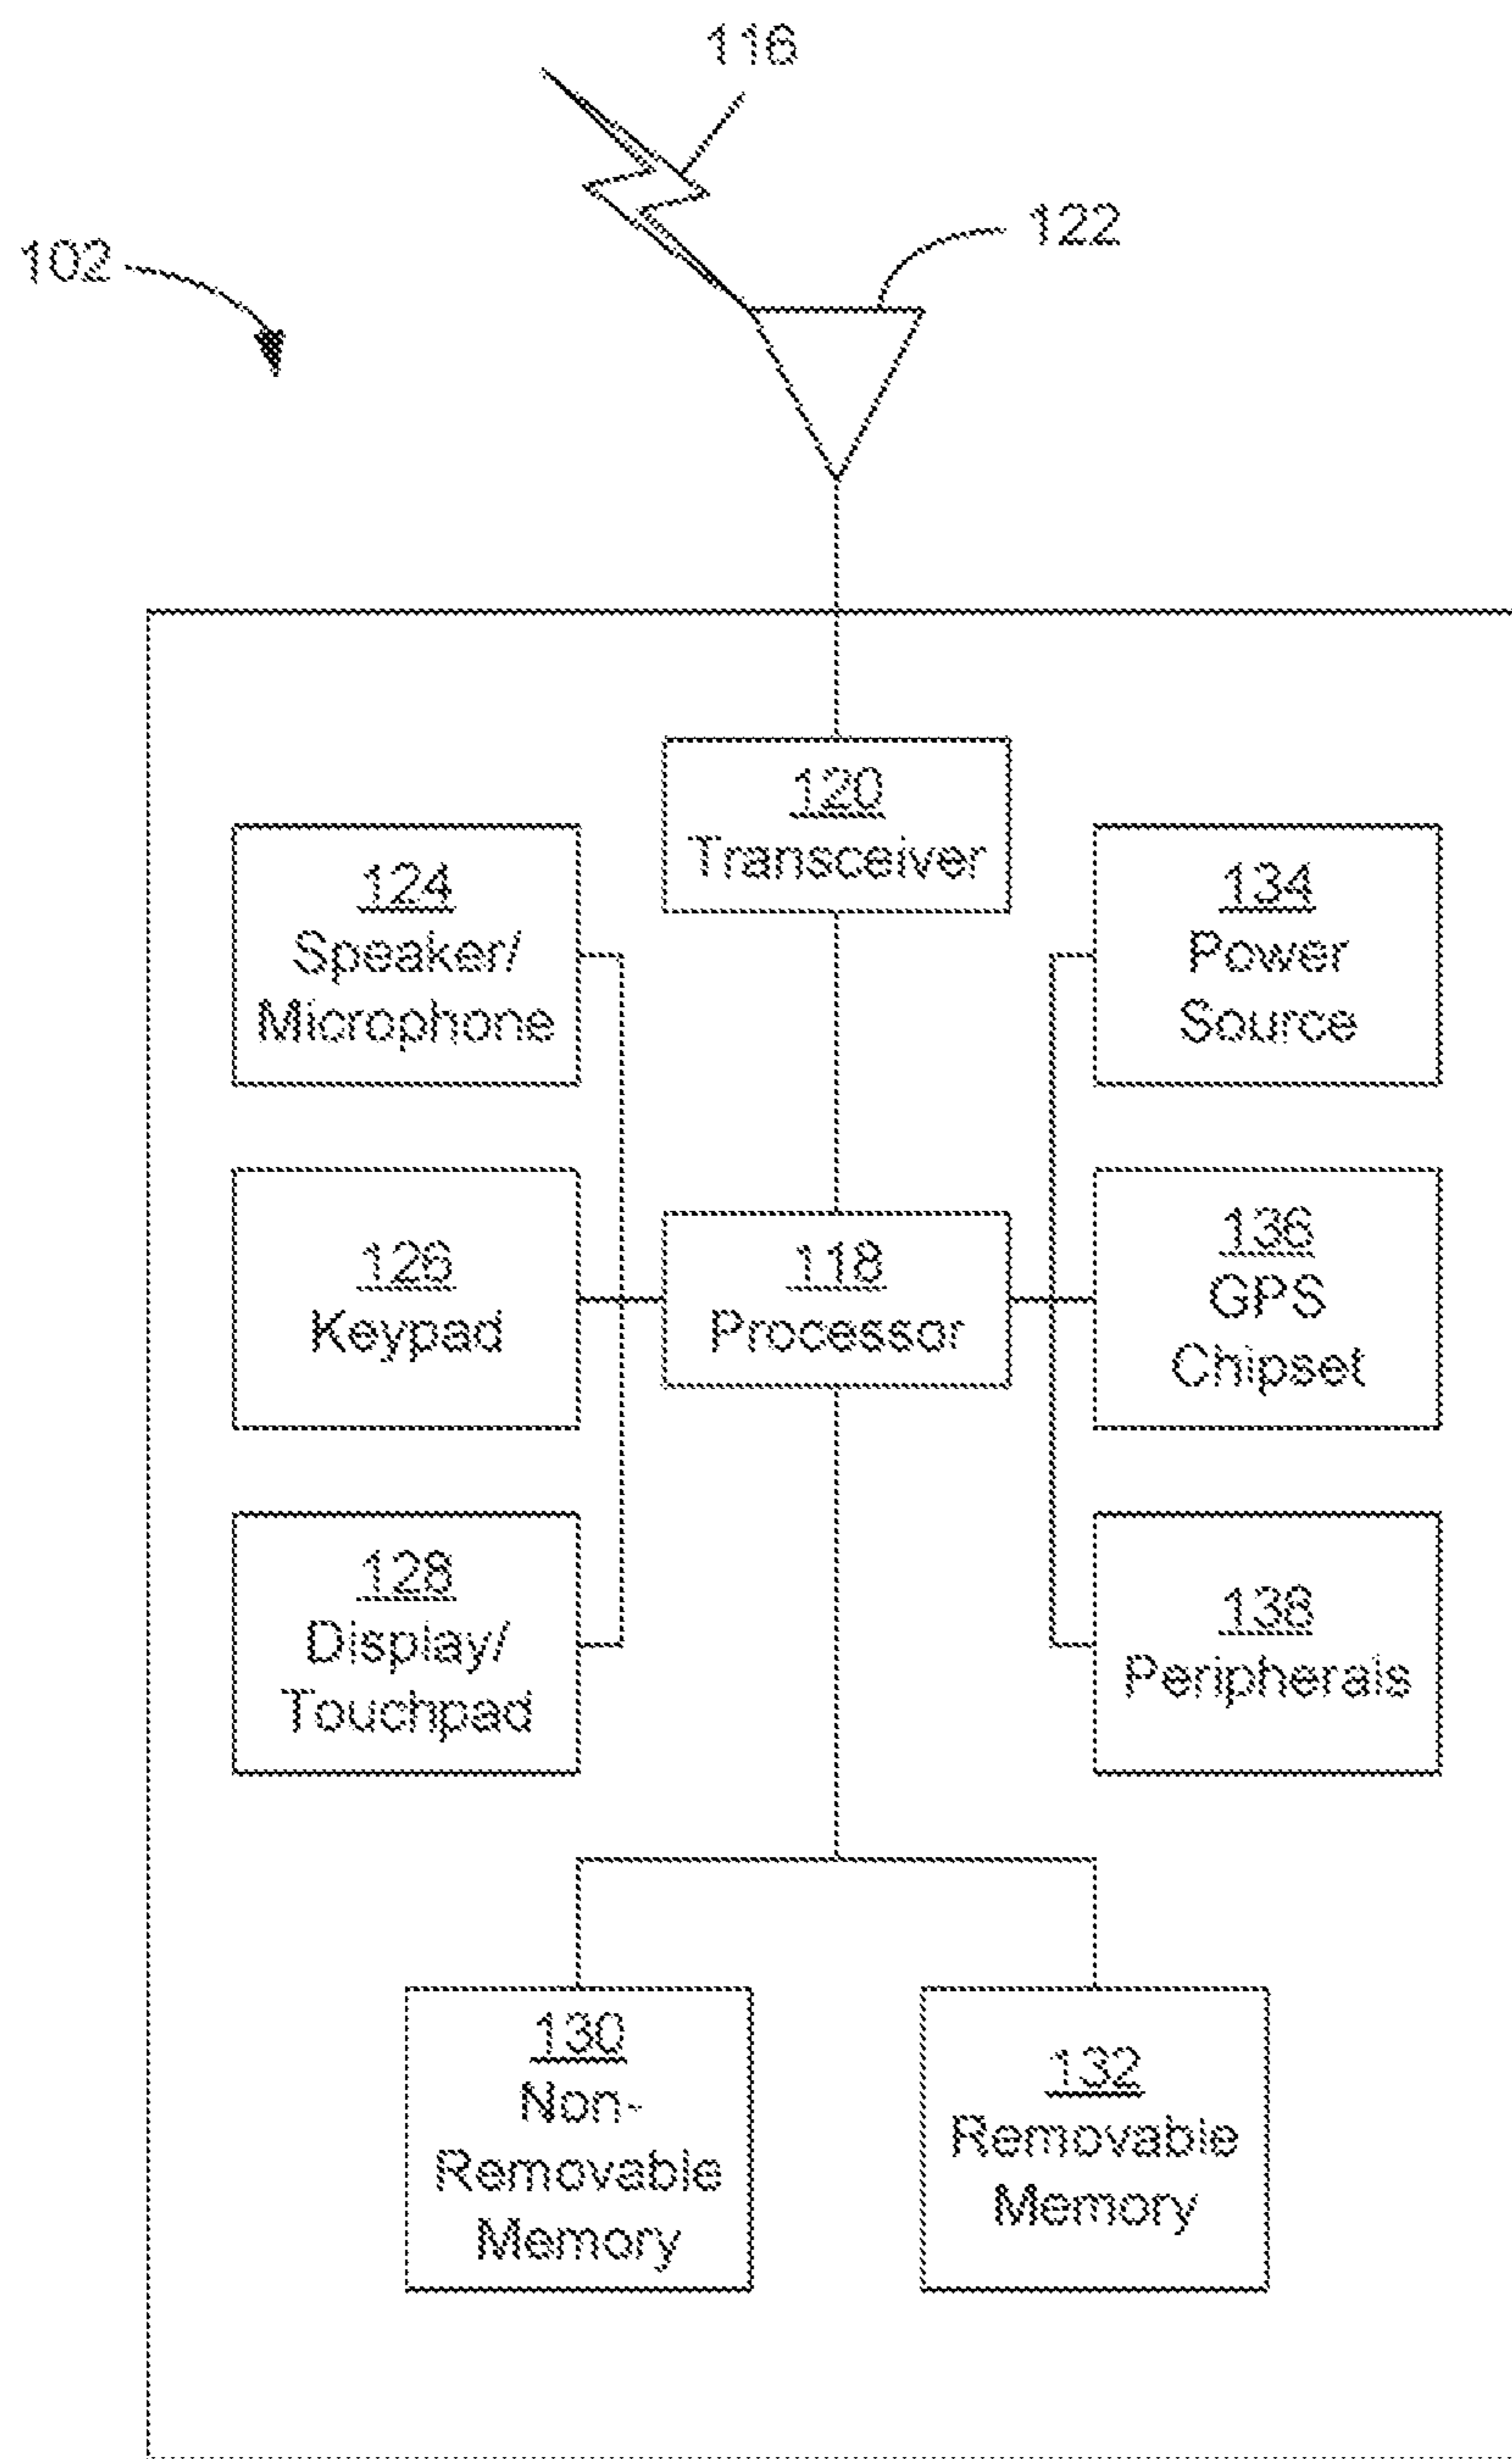 116
122
102
120
Transceiver
124
Speaker/
Microphone
134
Power
Source
126
Keypad
118
Processor
136
GPS
Chipset
128
Display/
Touchpad
138
Peripherals
130
Non-
Removable
Memory
132
Removable
Memory